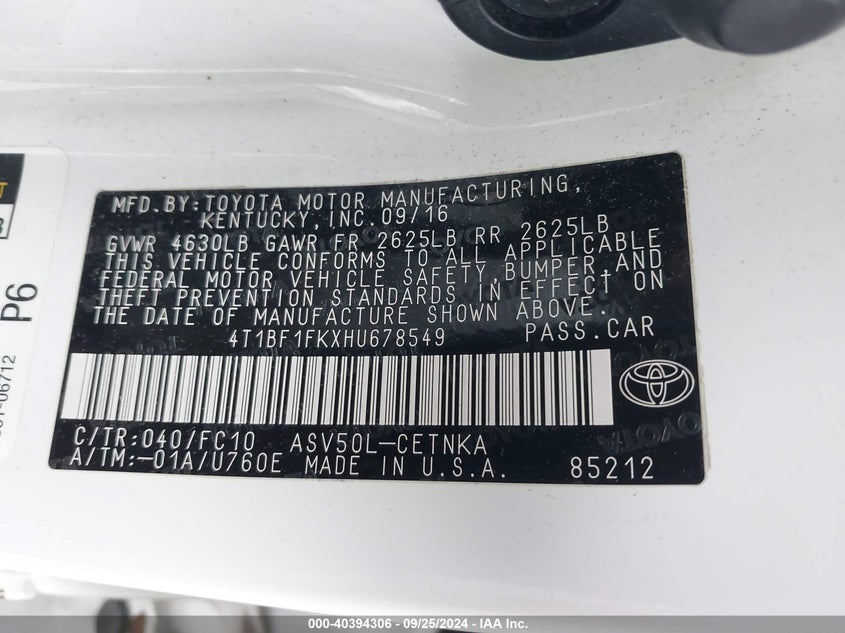 MFD. BY: TOYOTA MOTOR MANUFACTURING,
KENTUCKY, INC. 09/16
GVWR 4630LB GAWR FR 2625LB RR 2625LB
THIS VEHICLE CONFORMS TO ALL APPLICABLE
FEDERAL MOTOR VEHICLE SAFETY, BUMPER, AND
THEFT PREVENTION STANDARDS IN EFFECT ON
THE DATE OF MANUFACTURE SHOWN ABOVE.
4T1BF1FKXHU678549 PASS.CAR
C/TR: 040/FC10 ASV50L-CETNKA
A/TM:-01A/U760E MADE IN U.S.A. 85212
P6
000-40394306 - 09/25/2024 - IAA Inc.